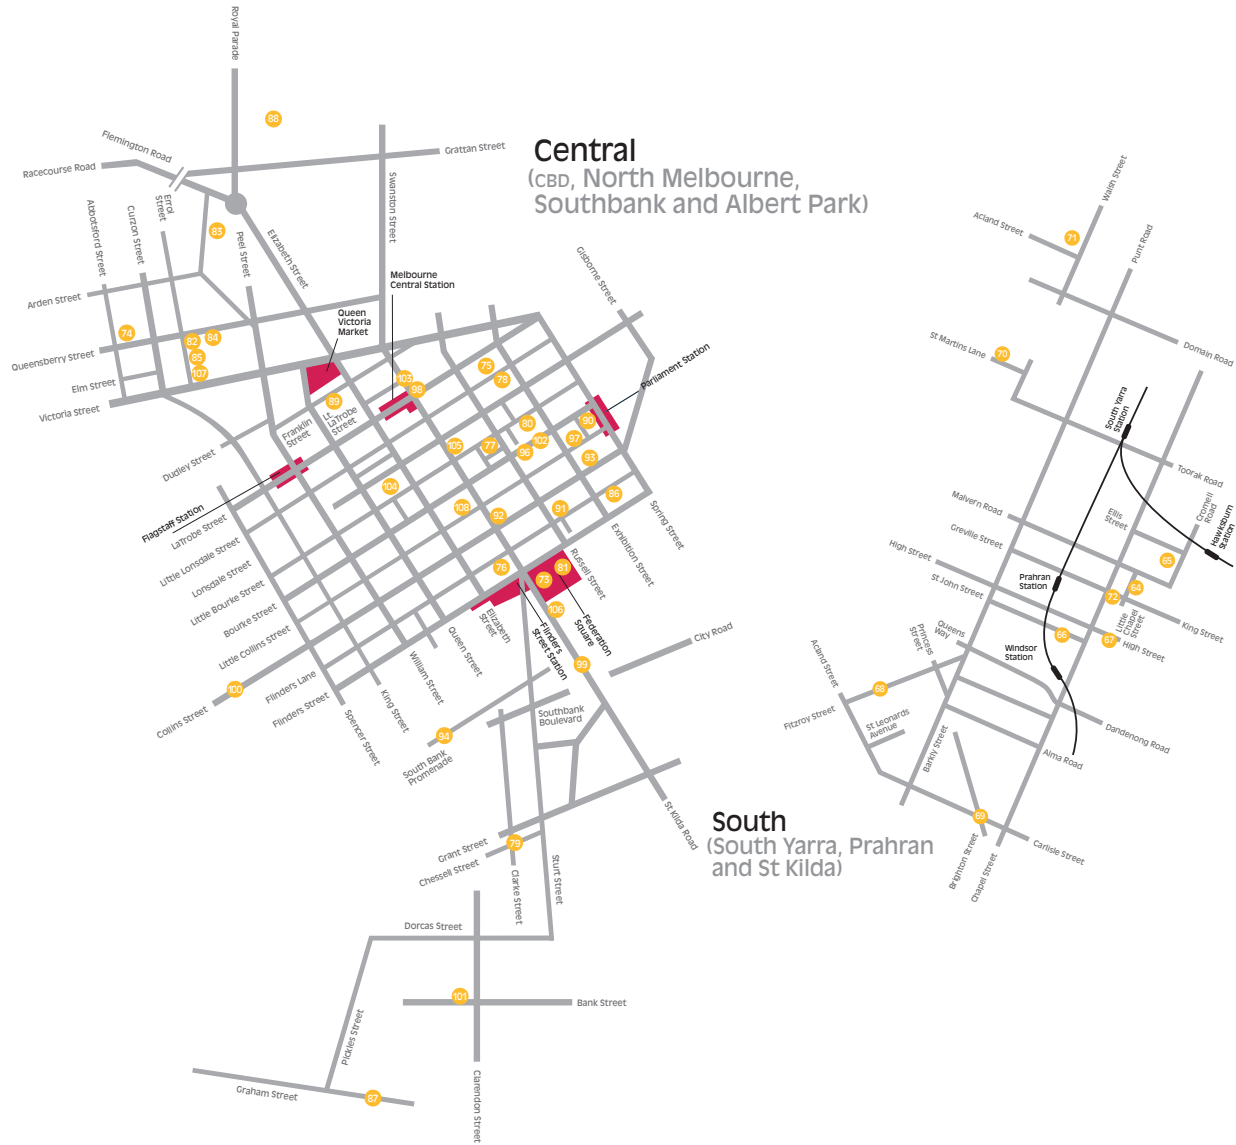 Royal Parade
88
Flemington Road
Racecourse Road
Grattan Street
Central
(CBD, North Melbourne,
Southbank and Albert Park)
Abbotsford Street
Curzon Street
Errol
Street
83
Peel Street
Elizabeth Street
Swanston Street
Gisborne Street
Melbourne
Central Station
Queen
Victoria
Market
Arden Street
74
82
84
85
107
Queensberry Street
Elm Street
Victoria Street
Parliament Station
75
78
103
98
89
Franklin
Street
Lt.
LaTrobe
Street
80
90
102
97
96
93
105
77
Dudley Street
104
108
92
91
86
Flagstaff Station
LaTrobe Street
Little Lonsdale Street
Lonsdale Street
Little Bourke Street
Bourke Street
Little Collins Street
Collins Street
100
Flinders Lane
Flinders Street
Spencer Street
King Street
William Street
Queen Street
Elizabeth
Street
Flinders
Street Station
Federation
Square
Russell Street
Exhibition Street
Spring Street
76
73
81
106
99
City Road
94
South Bank
Promenade
Southbank
Boulevard
St Kilda Road
Grant Street
79
Chessell Street
Clarke Street
Sturt Street
Dorcas Street
101
Bank Street
Pickles Street
Clarendon Street
Graham Street
87
South
(South Yarra, Prahran
and St Kilda)
Walsh Street
Acland Street
71
Punt Road
St Martins Lane
70
Domain Road
South Yarra
Station
Toorak Road
Malvern Road
Greville Street
High Street
St John Street
Ellis
Street
Cromell
Road
Hawksburn
Station
65
64
72
Prahran
Station
Little
Chapel
Street
King Street
66
67
High Street
Windsor
Station
Queens
Way
Princess
street
Acland Street
68
Fitzroy Street
St Leonards
Avenue
Barkly Street
Dandenong Road
Alma Road
69
Brighton Street
Chapel Street
Carlisle Street